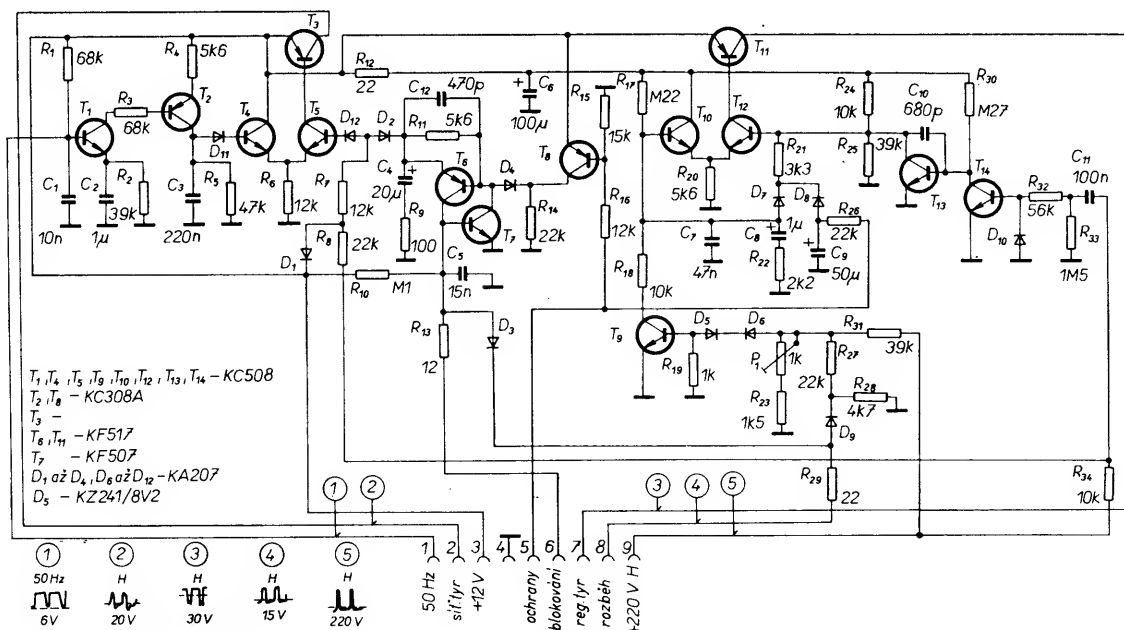 T3
T11
R1
68k
R4
5k6
R12
22
C12
470p
C6
100µ
R15
R17
M22
R24
10k
C10
680p
R30
M27
T1
R3
68k
T2
T4
T5
D12
D2
R11
5k6
15k
T8
T10
T12
R21
3k3
R25
39k
C11
100n
D11
C4
20µ
T6
D4
R20
5k6
T13
T14
R32
56k
C1
10n
C2
1µ
R2
39k
C3
220n
R5
47k
R6
12k
R7
12k
R9
100
T7
R14
22k
R16
12k
D7
D8
R26
22k
D10
R33
1M5
R8
22k
D1
C5
15n
R10
M1
R18
10k
C7
47n
C8
1µ
R22
2k2
C9
50µ
R13
12
D3
T9
D5
D6
R31
39k
R19
1k
P1
1k
R27
22k
R28
4k7
R23
1k5
D9
R29
22
R34
10k
T1, T4, T5, T9, T10, T12, T13, T14 – KC508
T2, T8 – KC308A
T3 –
T6, T11 – KF517
T7 – KF507
D1 až D4, D6 až D12 – KA207
D5 – KZ241/8V2
1
2
3
4
5
1
50 Hz
6V
2
H
20V
3
H
30V
4
H
15V
5
H
220V
1
50 Hz
2
síť. tyr
3
+12V
4
5
ochrany
6
blokování
7
reg. tyr
8
rozběh
9
+220 V H